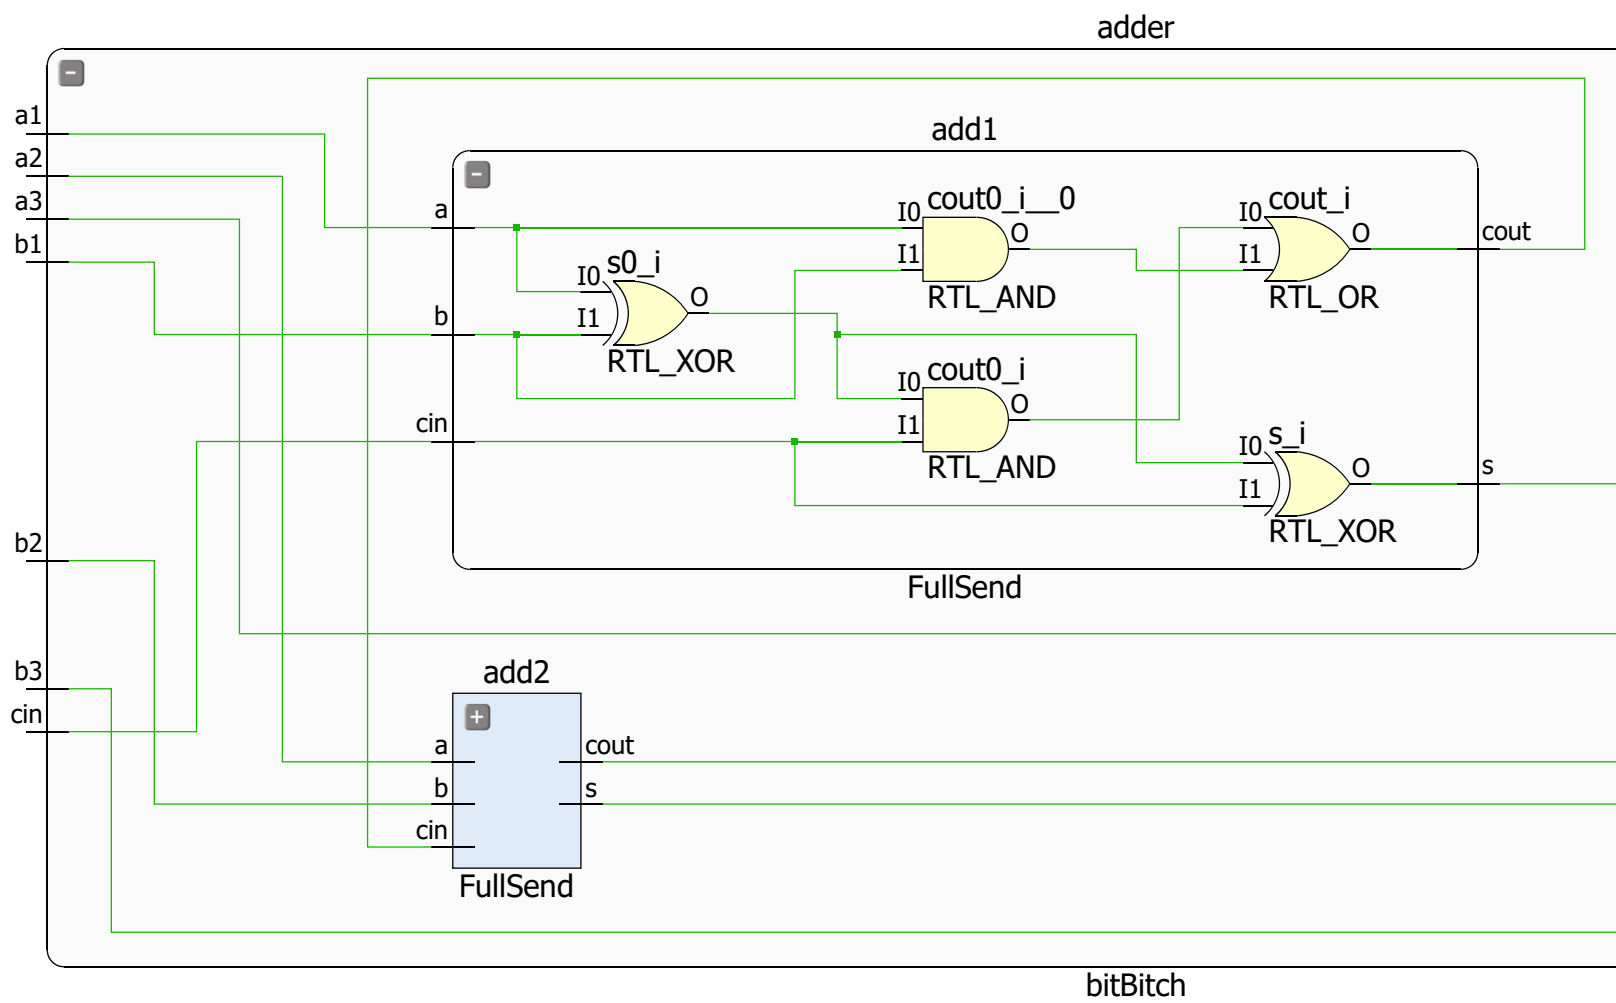 adder
a1
a2
a3
b1
b2
b3
cin
add1
a
b
cin
I0
I1
s0_i
O
RTL_XOR
I0
I1
cout0_i__0
O
RTL_AND
I0
I1
cout0_i
O
RTL_AND
I0
I1
cout_i
O
RTL_OR
I0
I1
s_i
O
RTL_XOR
cout
s
FullSend
add2
a
b
cin
cout
s
FullSend
bitBitch